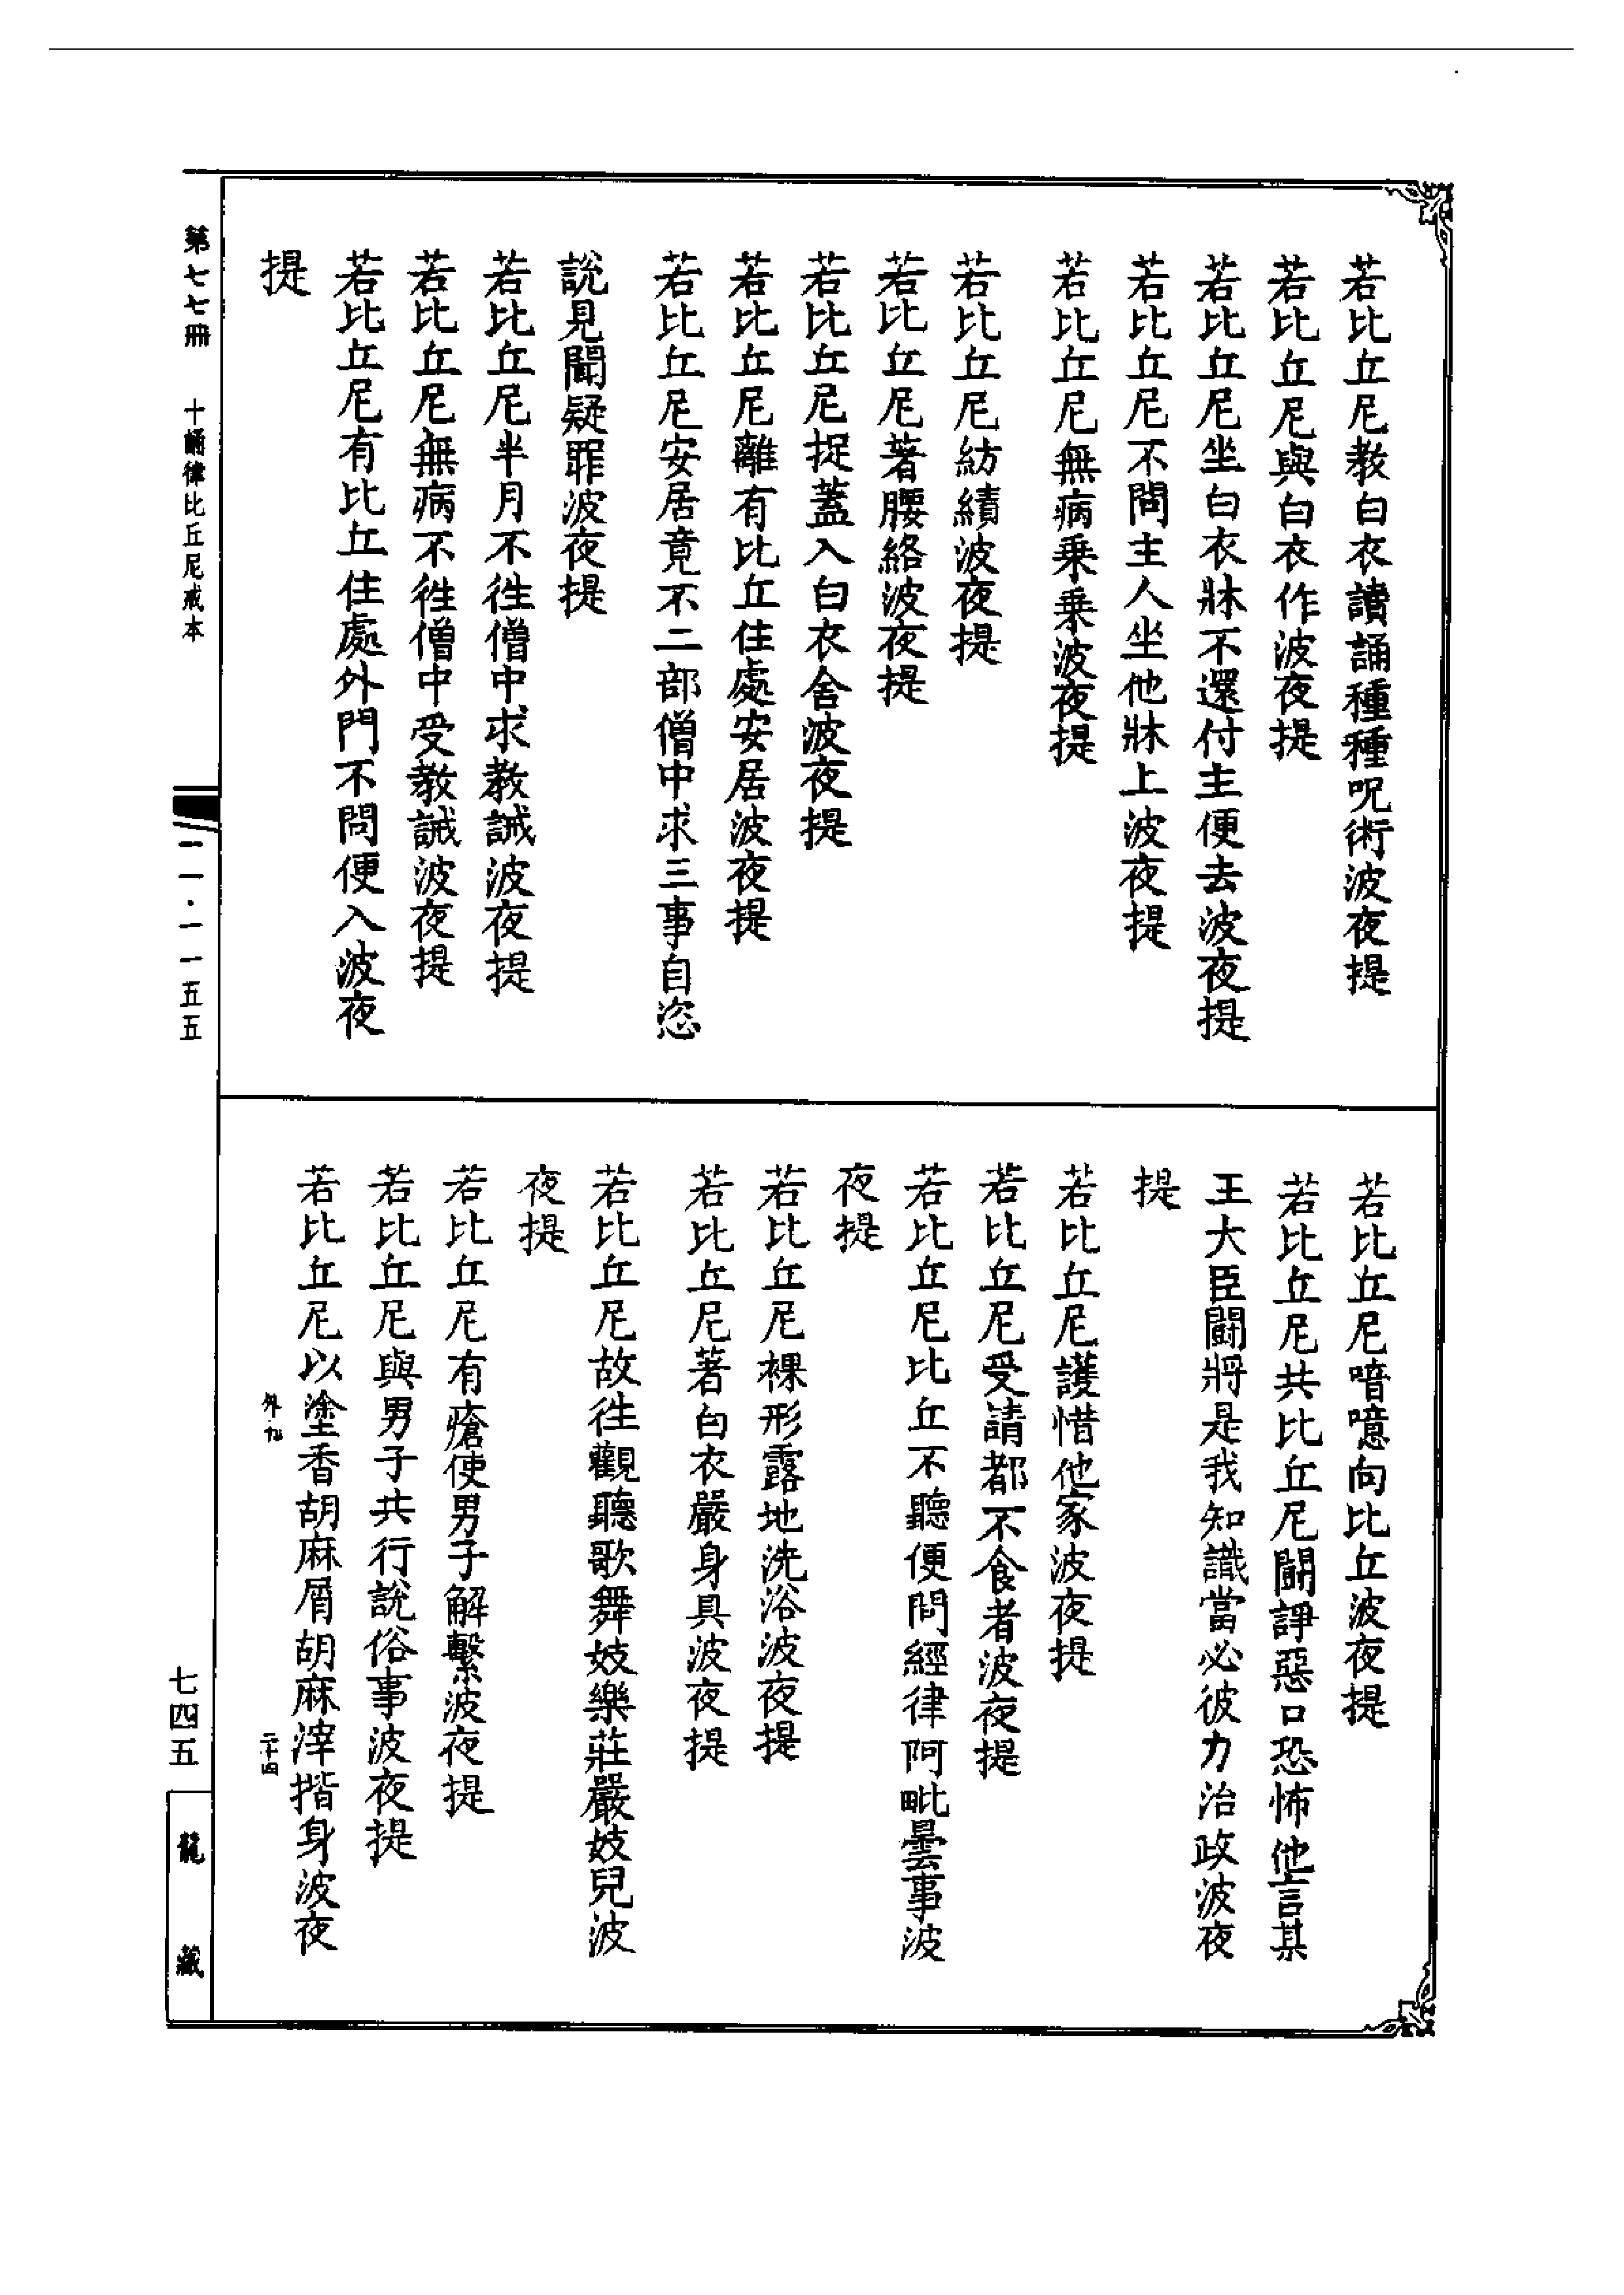 若比丘尼教白衣讀誦種種呪術波夜提
若比丘尼與白衣作波夜提
若比丘尼坐白衣牀不還付主便去波夜提
若比丘尼不問主人坐他牀上波夜提
若比丘尼無病乘乘波夜提
若比丘尼紡績波夜提
若比丘尼著腰絡波夜提
若比丘尼捉蓋入白衣舍波夜提
若比丘尼離有比丘住處安居波夜提
若比丘尼安居竟不二部僧中求三事自恣
說見聞疑罪波夜提
若比丘尼半月不往僧中求教誡波夜提
若比丘尼無病不往僧中受教誡波夜提
若比丘尼有比丘住處外門不問便入波夜
提
若比丘尼喑噫向比丘波夜提
若比丘尼共比丘尼鬪諍惡口恐怖他言某
王大臣鬪將是我知識當必彼力治政波夜
提
若比丘尼護惜他家波夜提
若比丘尼受請都不食者波夜提
若比丘尼比丘不聽便問經律阿毗曇事波
夜提
若比丘尼裸形露地洗浴波夜提
若比丘尼著白衣嚴身具波夜提
若比丘尼故往觀聽歌舞妓樂莊嚴妓兒波
夜提
若比丘尼有瘡使男子解繫波夜提
若比丘尼與男子共行說俗事波夜提
若比丘尼以塗香胡麻屑胡麻滓揩身波夜
外九
二十四
第七七冊 十誦律比丘尼戒本
二一·一一五五
七四五
龍藏